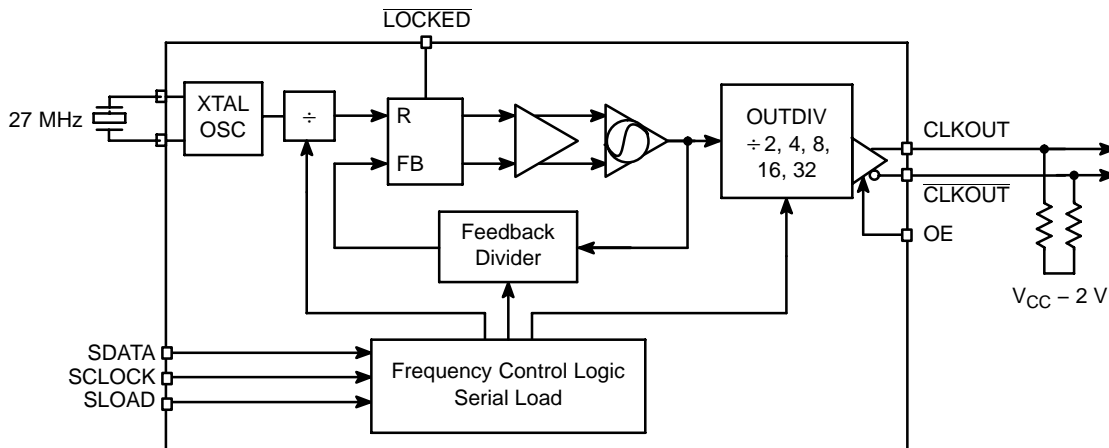 LOCKED
27 MHz
XTAL
OSC
÷
R
FB
OUTDIV
÷ 2, 4, 8,
16, 32
CLKOUT
CLKOUT
OE
Feedback
Divider
VCC – 2 V
SDATA
SCLOCK
SLOAD
Frequency Control Logic
Serial Load